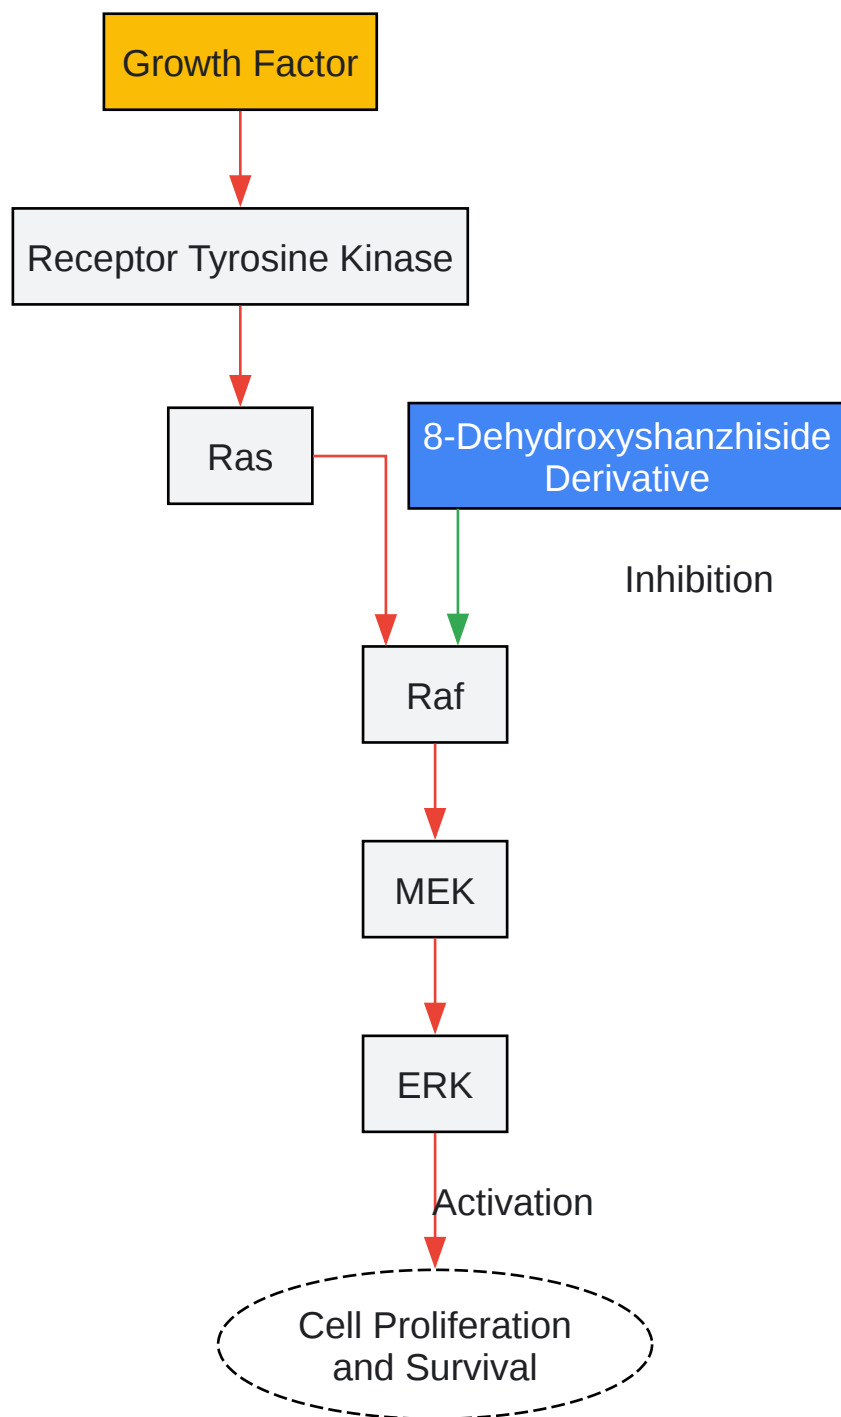 Growth Factor
Receptor Tyrosine Kinase
Ras
8-Dehydroxyshanzhiside
Derivative
Inhibition
Raf
MEK
ERK
Activation
Cell Proliferation
and Survival